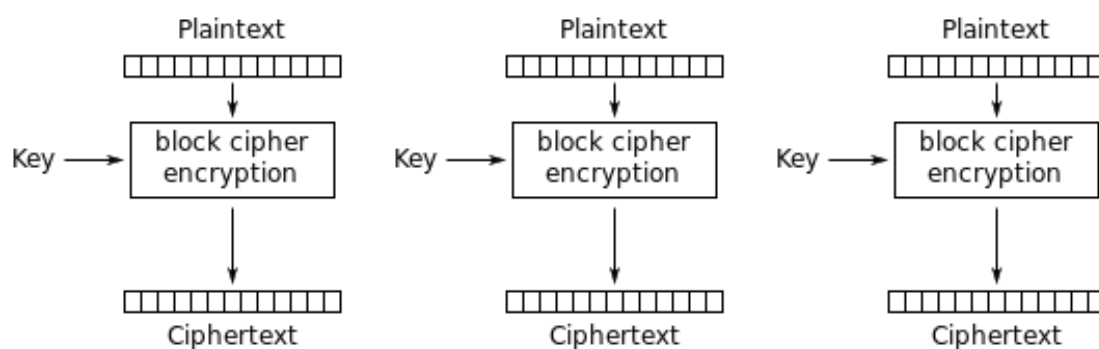 Plaintext Plaintext Plaintext
Key block cipher encryption Key block cipher encryption Key block cipher encryption
Ciphertext Ciphertext Ciphertext